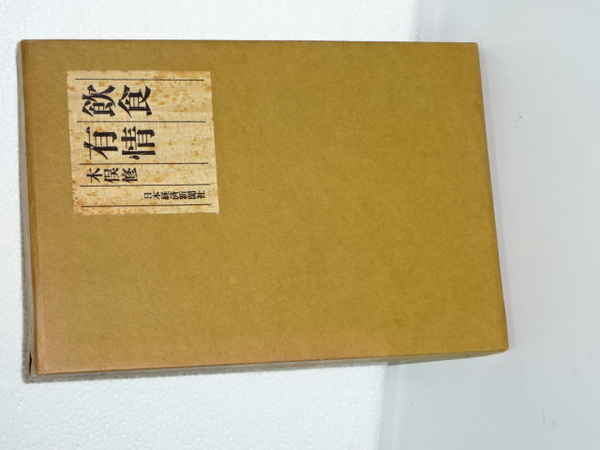 飲食
有情
木俣修
日本経済新聞社